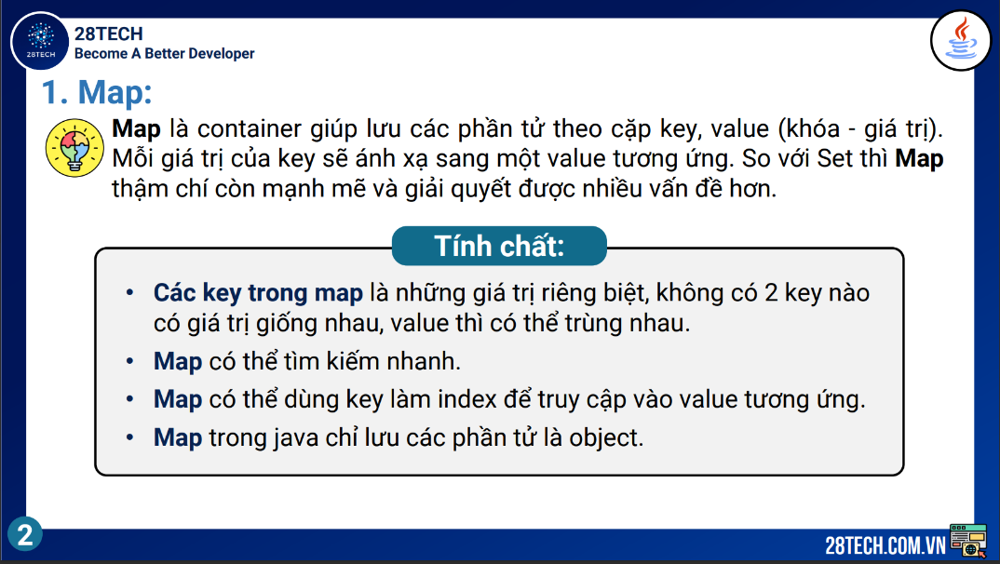 28TECH
Become A Better Developer
28TECH
1. Map:
Map là container giúp lưu các phần tử theo cặp key, value (khóa - giá trị).
Mỗi giá trị của key sẽ ánh xạ sang một value tương ứng. So với Set thì Map
thậm chí còn mạnh mẽ và giải quyết được nhiều vấn đề hơn.
Tính chất:
• Các key trong map là những giá trị riêng biệt, không có 2 key nào
có giá trị giống nhau, value thì có thể trùng nhau.
• Map có thể tìm kiếm nhanh.
• Map có thể dùng key làm index để truy cập vào value tương ứng.
• Map trong java chỉ lưu các phần tử là object.
2
28TECH.COM.VN